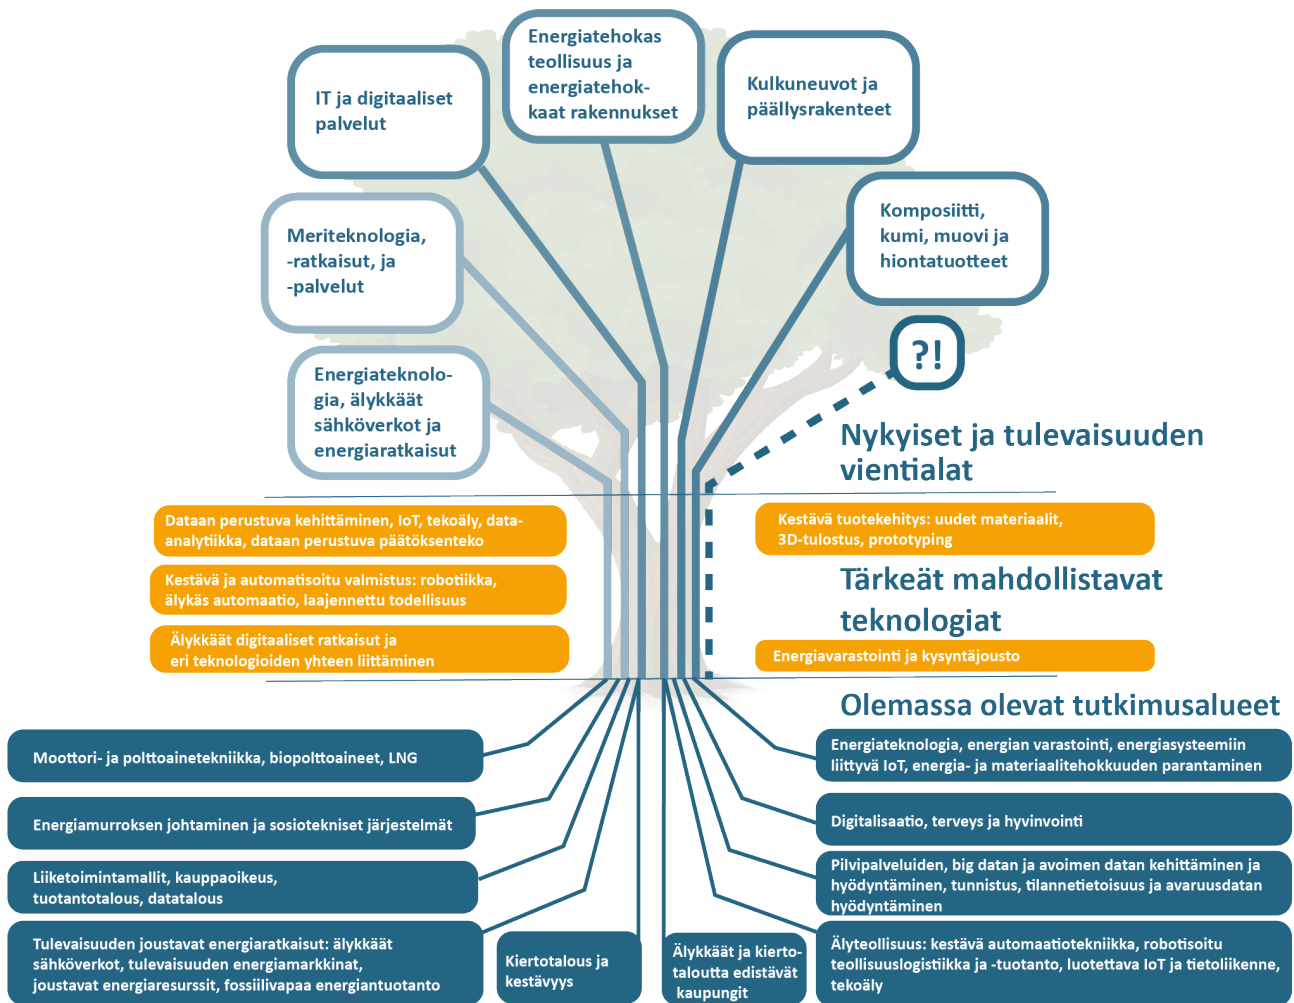 Energiatehokas
teollisuus ja
energiatehok-
kaat rakennukset
IT ja digitaaliset
palvelut
Kulkuneuvot ja
päällysrakenteet
Meriteknologia,
-ratkaisut, ja
-palvelut
Komposiitti,
kumi, muovi ja
hiontatuotteet
?!
Energiateknolo-
gia, älykkäät
sähköverkot ja
energiaratkaisut
Nykyiset ja tulevaisuuden
vientialat
Dataan perustuva kehittäminen, IoT, tekoäly, data-
analytiikka, dataan perustuva päätöksenteko
Kestävä ja automatisoitu valmistus: robotiikka,
älykäs automaatio, laajennettu todellisuus
Älykkäät digitaaliset ratkaisut ja
eri teknologioiden yhteen liittäminen
Kestävä tuotekehitys: uudet materiaalit,
3D-tulostus, prototyping
Tärkeät mahdollistavat
teknologiat
Energiavarastointi ja kysyntäjousto
Olemassa olevat tutkimusalueet
Moottori- ja polttoainetekniikka, biopolttoaineet, LNG
Energiamurroksen johtaminen ja sosiotekniset järjestelmät
Liiketoimintamallit, kauppaoikeus,
tuotantotalous, datatalous
Tulevaisuuden joustavat energiaratkaisut: älykkäät
sähköverkot, tulevaisuuden energiamarkkinat,
joustavat energiaresurssit, fossiilivapaa energiantuotanto
Kiertotalous ja
kestävyys
Älykkäät ja kierto-
taloutta edistävät
kaupungit
Energiateknologia, energian varastointi, energiasysteemiin
liittyvä IoT, energia- ja materiaalitehokkuuden parantaminen
Digitalisaatio, terveys ja hyvinvointi
Pilvipalveluiden, big datan ja avoimen datan kehittäminen ja
hyödyntäminen, tunnistus, tilannetietoisuus ja avaruusdatan
hyödyntäminen
Älyteollisuus: kestävä automaatiotekniikka, robotisoitu
teollisuuslogistiikka ja -tuotanto, luotettava IoT ja tietoliikenne,
tekoäly